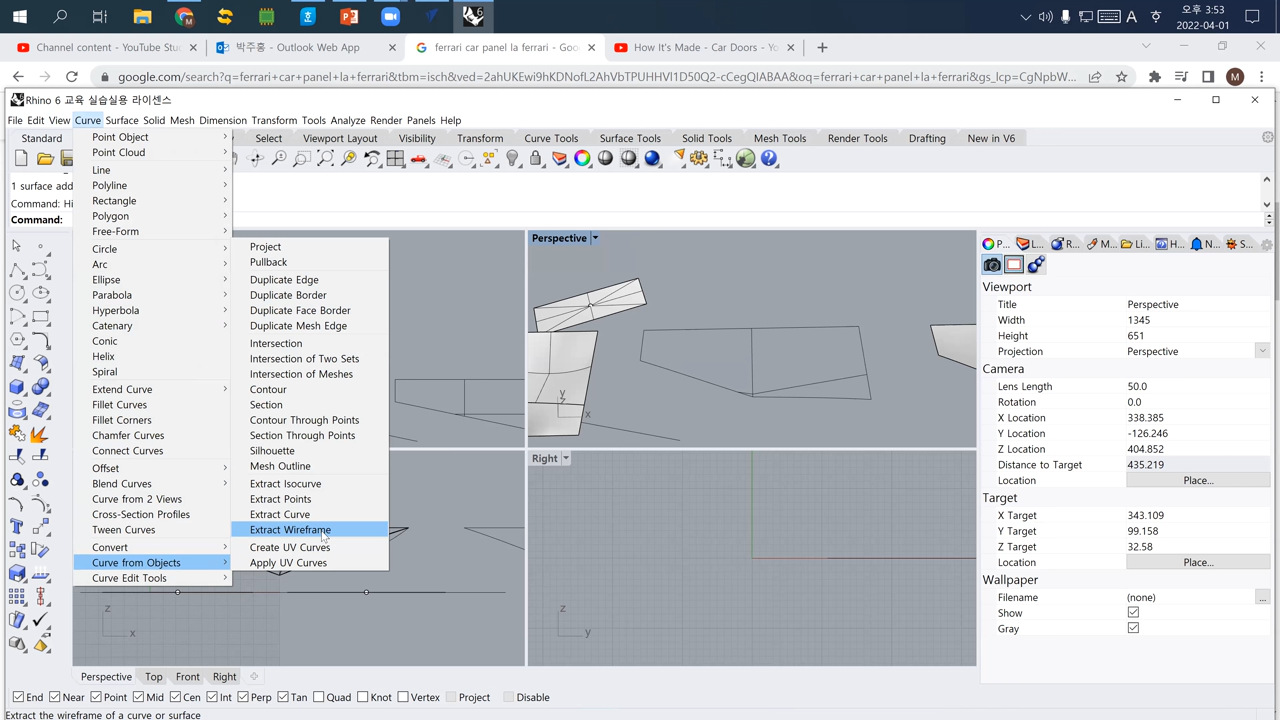 오후 3:53
2022-04-01
Channel content - YouTube Stu
박주홍 - Outlook Web App
ferrari car panel la ferrari - Goo
How It's Made - Car Doors - Yo
google.com/search?q=ferrari+car+panel+la+ferrari&tbm=isch&ved=2ahUKEwi9hKDNofL2AhVbTPUHHVI1D50Q2-cCegQIABAA&oq=ferrari+car+panel+la+ferrari&gs_lcp=CgNpbW...
Rhino 6 교육 실습실용 라이센스
File Edit View Curve Surface Solid Mesh Dimension Transform Tools Analyze Render Panels Help
Standard Select Viewport Layout Visibility Transform Curve Tools Surface Tools Solid Tools Mesh Tools Render Tools Drafting New in V6
1 surface add
Command: Hi
Command:
Point Object
Point Cloud
Line
Polyline
Rectangle
Polygon
Free-Form
Circle
Arc
Ellipse
Parabola
Hyperbola
Catenary
Conic
Helix
Spiral
Extend Curve
Fillet Curves
Fillet Corners
Chamfer Curves
Connect Curves
Offset
Blend Curves
Curve from 2 Views
Cross-Section Profiles
Tween Curves
Convert
Curve from Objects
Curve Edit Tools
Project
Pullback
Duplicate Edge
Duplicate Border
Duplicate Face Border
Duplicate Mesh Edge
Intersection
Intersection of Two Sets
Intersection of Meshes
Contour
Section
Contour Through Points
Section Through Points
Silhouette
Mesh Outline
Extract Isocurve
Extract Points
Extract Curve
Extract Wireframe
Create UV Curves
Apply UV Curves
Perspective
y
x
Right
z
x
z
y
P... L... R... M... Li... H... N... S...
Viewport
Title Perspective
Width 1345
Height 651
Projection Perspective
Camera
Lens Length 50.0
Rotation 0.0
X Location 338.385
Y Location -126.246
Z Location 404.852
Distance to Target 435.219
Location Place...
Target
X Target 343.109
Y Target 99.158
Z Target 32.58
Location Place...
Wallpaper
Filename (none) ...
Show
Gray
Perspective Top Front Right
End Near Point Mid Cen Int Perp Tan Quad Knot Vertex Project Disable
Extract the wireframe of a curve or surface